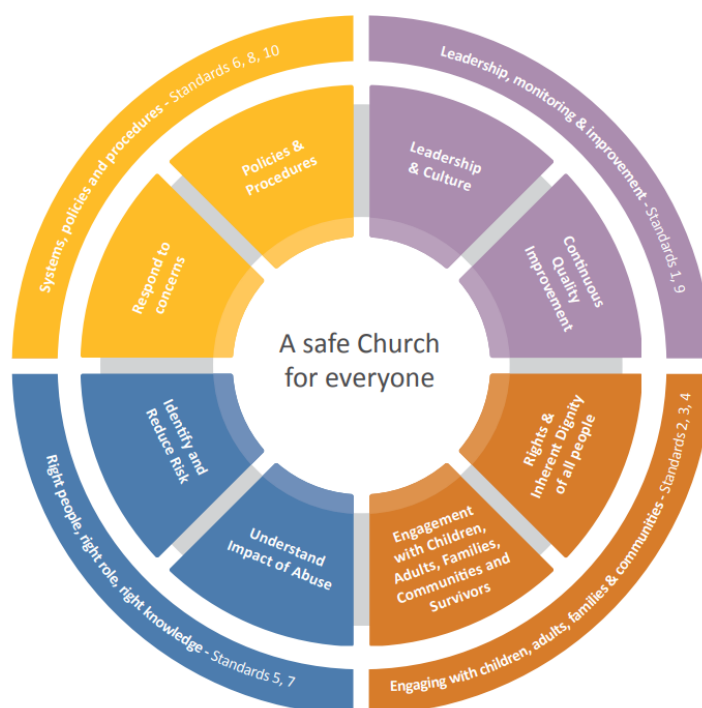 Systems, policies and procedures - Standards 6, 8, 10
Leadership, monitoring & improvement - Standards 1, 9
Policies &
Procedures
Leadership
& Culture
Respond to
concerns
Continuous
Quality
Improvement
A safe Church
for everyone
Identify and
Reduce Risk
Rights &
Inherent Dignity
of all people
Understand
Impact of Abuse
Engagement
with Children,
Adults, Families,
Communities and
Survivors
Right people, right role, right knowledge - Standards 5, 7
Engaging with children, adults, families & communities - Standards 2, 3, 4